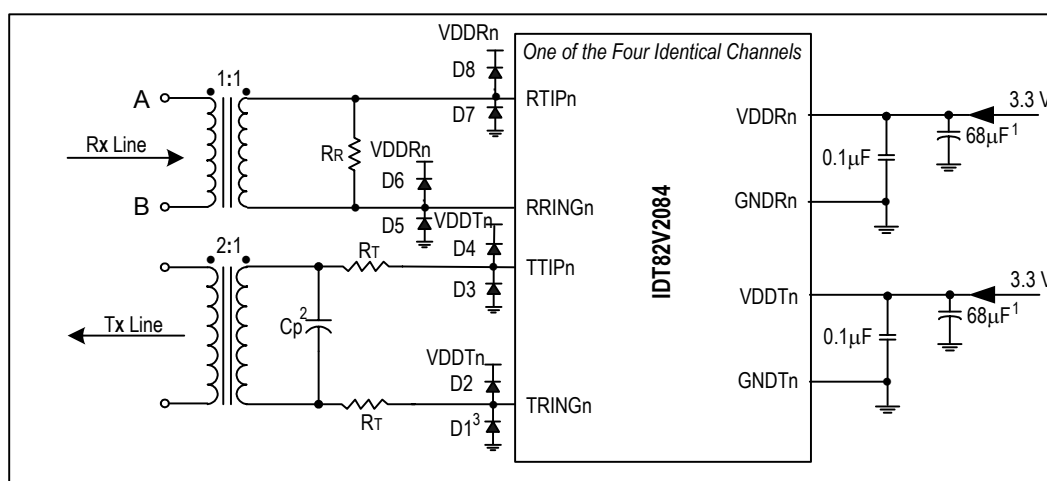 One of the Four Identical Channels
VDDRn
D8
1:1
A
RTIPn
D7
Rx Line
RR
VDDRn
D6
B
RRINGn
D5
VDDTn
D4
2:1
RT
TTIPn
D3
Tx Line
Cp2
VDDTn
D2
TRINGn
RT
D13
IDT82V2084
VDDRn
3.3 V
68µF1
0.1µF
GNDRn
VDDTn
3.3 V
68µF1
0.1µF
GNDTn